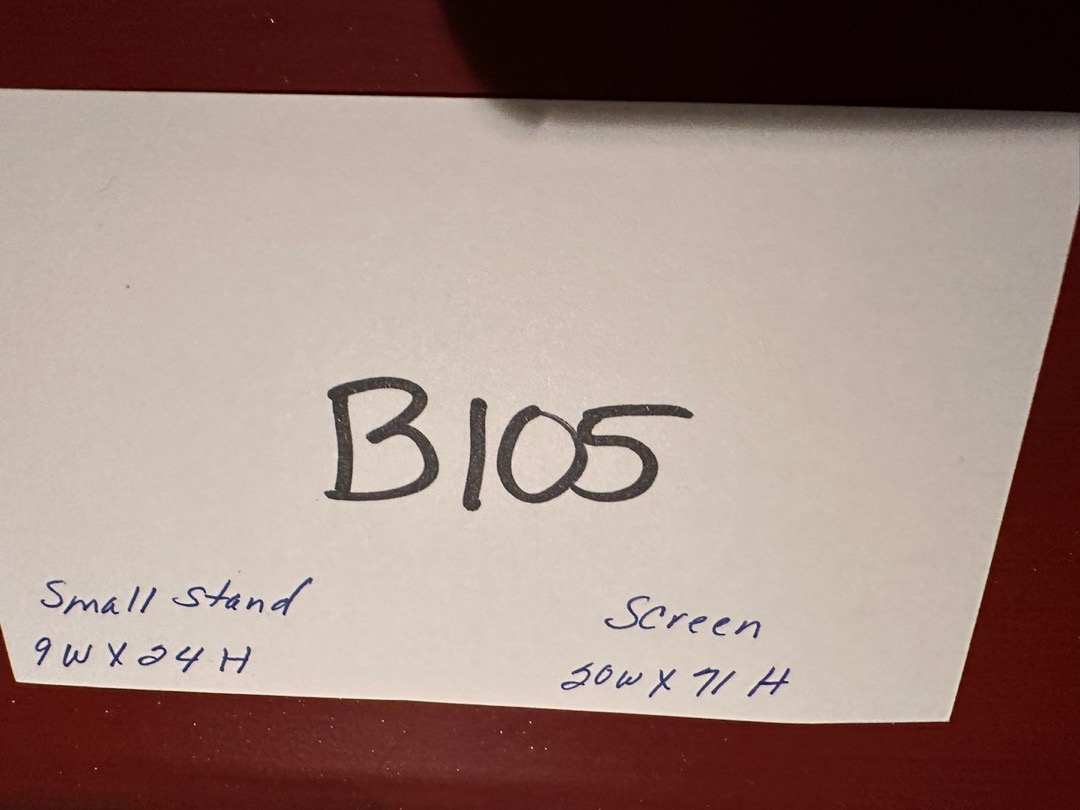 B105
Small Stand
9W X 24 H
Screen
20W X 71 H